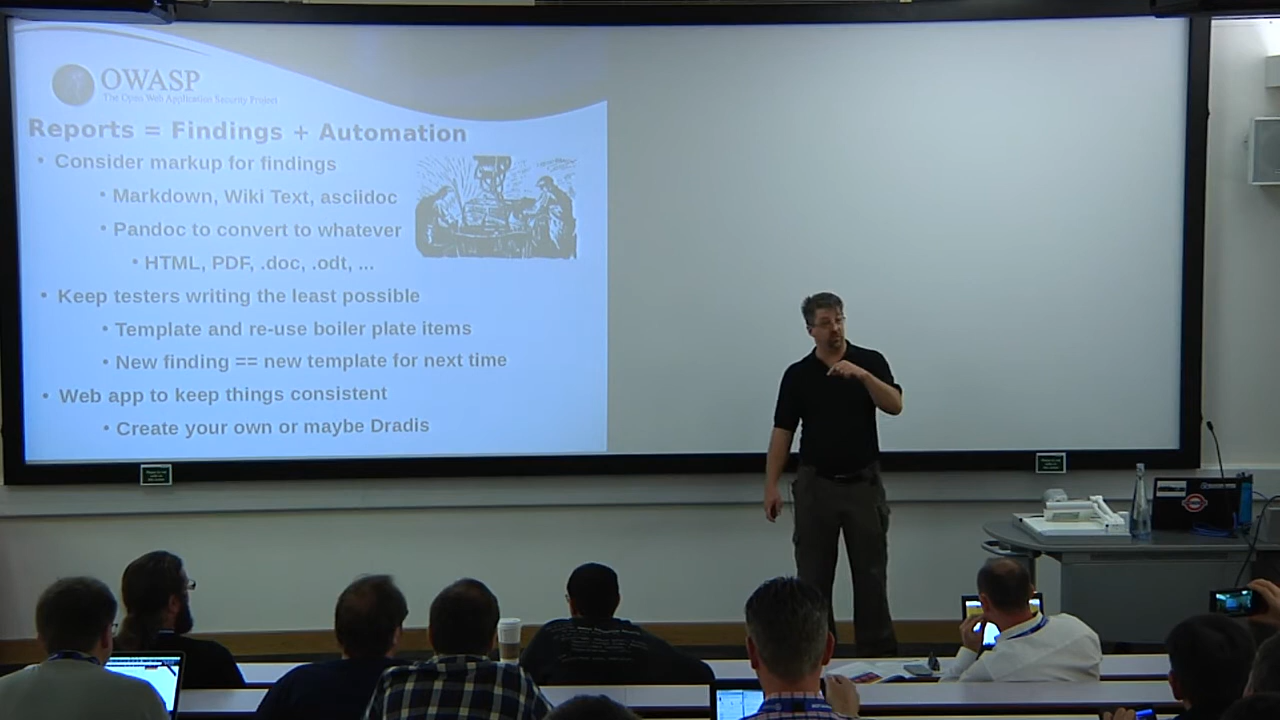 OWASP
The Open Web Application Security Project
Reports = Findings + Automation
• Consider markup for findings
• Markdown, Wiki Text, asciidoc
• Pandoc to convert to whatever
• HTML, PDF, .doc, .odt, ...
• Keep testers writing the least possible
• Template and re-use boiler plate items
• New finding == new template for next time
• Web app to keep things consistent
• Create your own or maybe Dradis